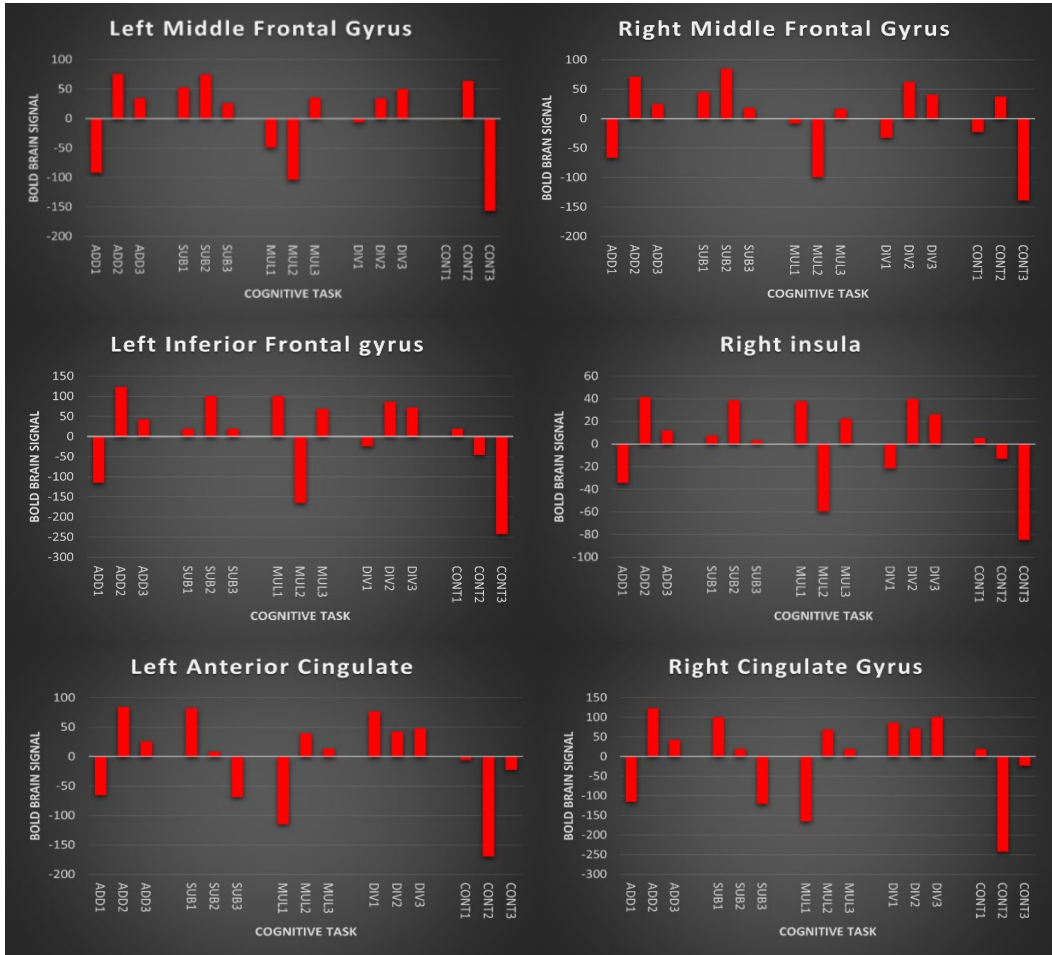 Left Middle Frontal Gyrus
100
50
0
-50
-100
-150
-200
BOLD BRAIN SIGNAL
ADD1 ADD2 ADD3 SUB1 SUB2 SUB3 MUL1 MUL2 MUL3 DIV1 DIV2 DIV3 CONT1 CONT2 CONT3
COGNITIVE TASK
Right Middle Frontal Gyrus
100
50
0
-50
-100
-150
-200
BOLD BRAN SIGNAL
ADD1 ADD2 ADD3 SUB1 SUB2 SUB3 MUL1 MUL2 MUL3 DIV1 DIV2 DIV3 CONT1 CONT2 CONT3
COGNITIVE TASK
Left Inferior Frontal gyrus
150
100
50
0
-50
-100
-150
-200
-250
-300
BOLD BRAIN SIGNAL
ADD1 ADD2 ADD3 SUB1 SUB2 SUB3 MUL1 MUL2 MUL3 DIV1 DIV2 DIV3 CONT1 CONT2 CONT3
COGNITIVE TASK
Right insula
60
40
20
0
-20
-40
-60
-80
-100
BOLD BRAIN SIGNAL
ADD1 ADD2 ADD3 SUB1 SUB2 SUB3 MUL1 MUL2 MUL3 DIV1 DIV2 DIV3 CONT1 CONT2 CONT3
COGNITIVE TASK
Left Anterior Cingulate
100
50
0
-50
-100
-150
-200
BOLD BRAIN SIGNAL
ADD1 ADD2 ADD3 SUB1 SUB2 SUB3 MUL1 MUL2 MUL3 DIV1 DIV2 DIV3 CONT1 CONT2 CONT3
COGNITIVE TASK
Right Cingulate Gyrus
150
100
50
0
-50
-100
-150
-200
-250
-300
BOLD BRAIN SIGNAL
ADD1 ADD2 ADD3 SUB1 SUB2 SUB3 MUL1 MUL2 MUL3 DIV1 DIV2 DIV3 CONT1 CONT2 CONT3
COGNITIVE TASK